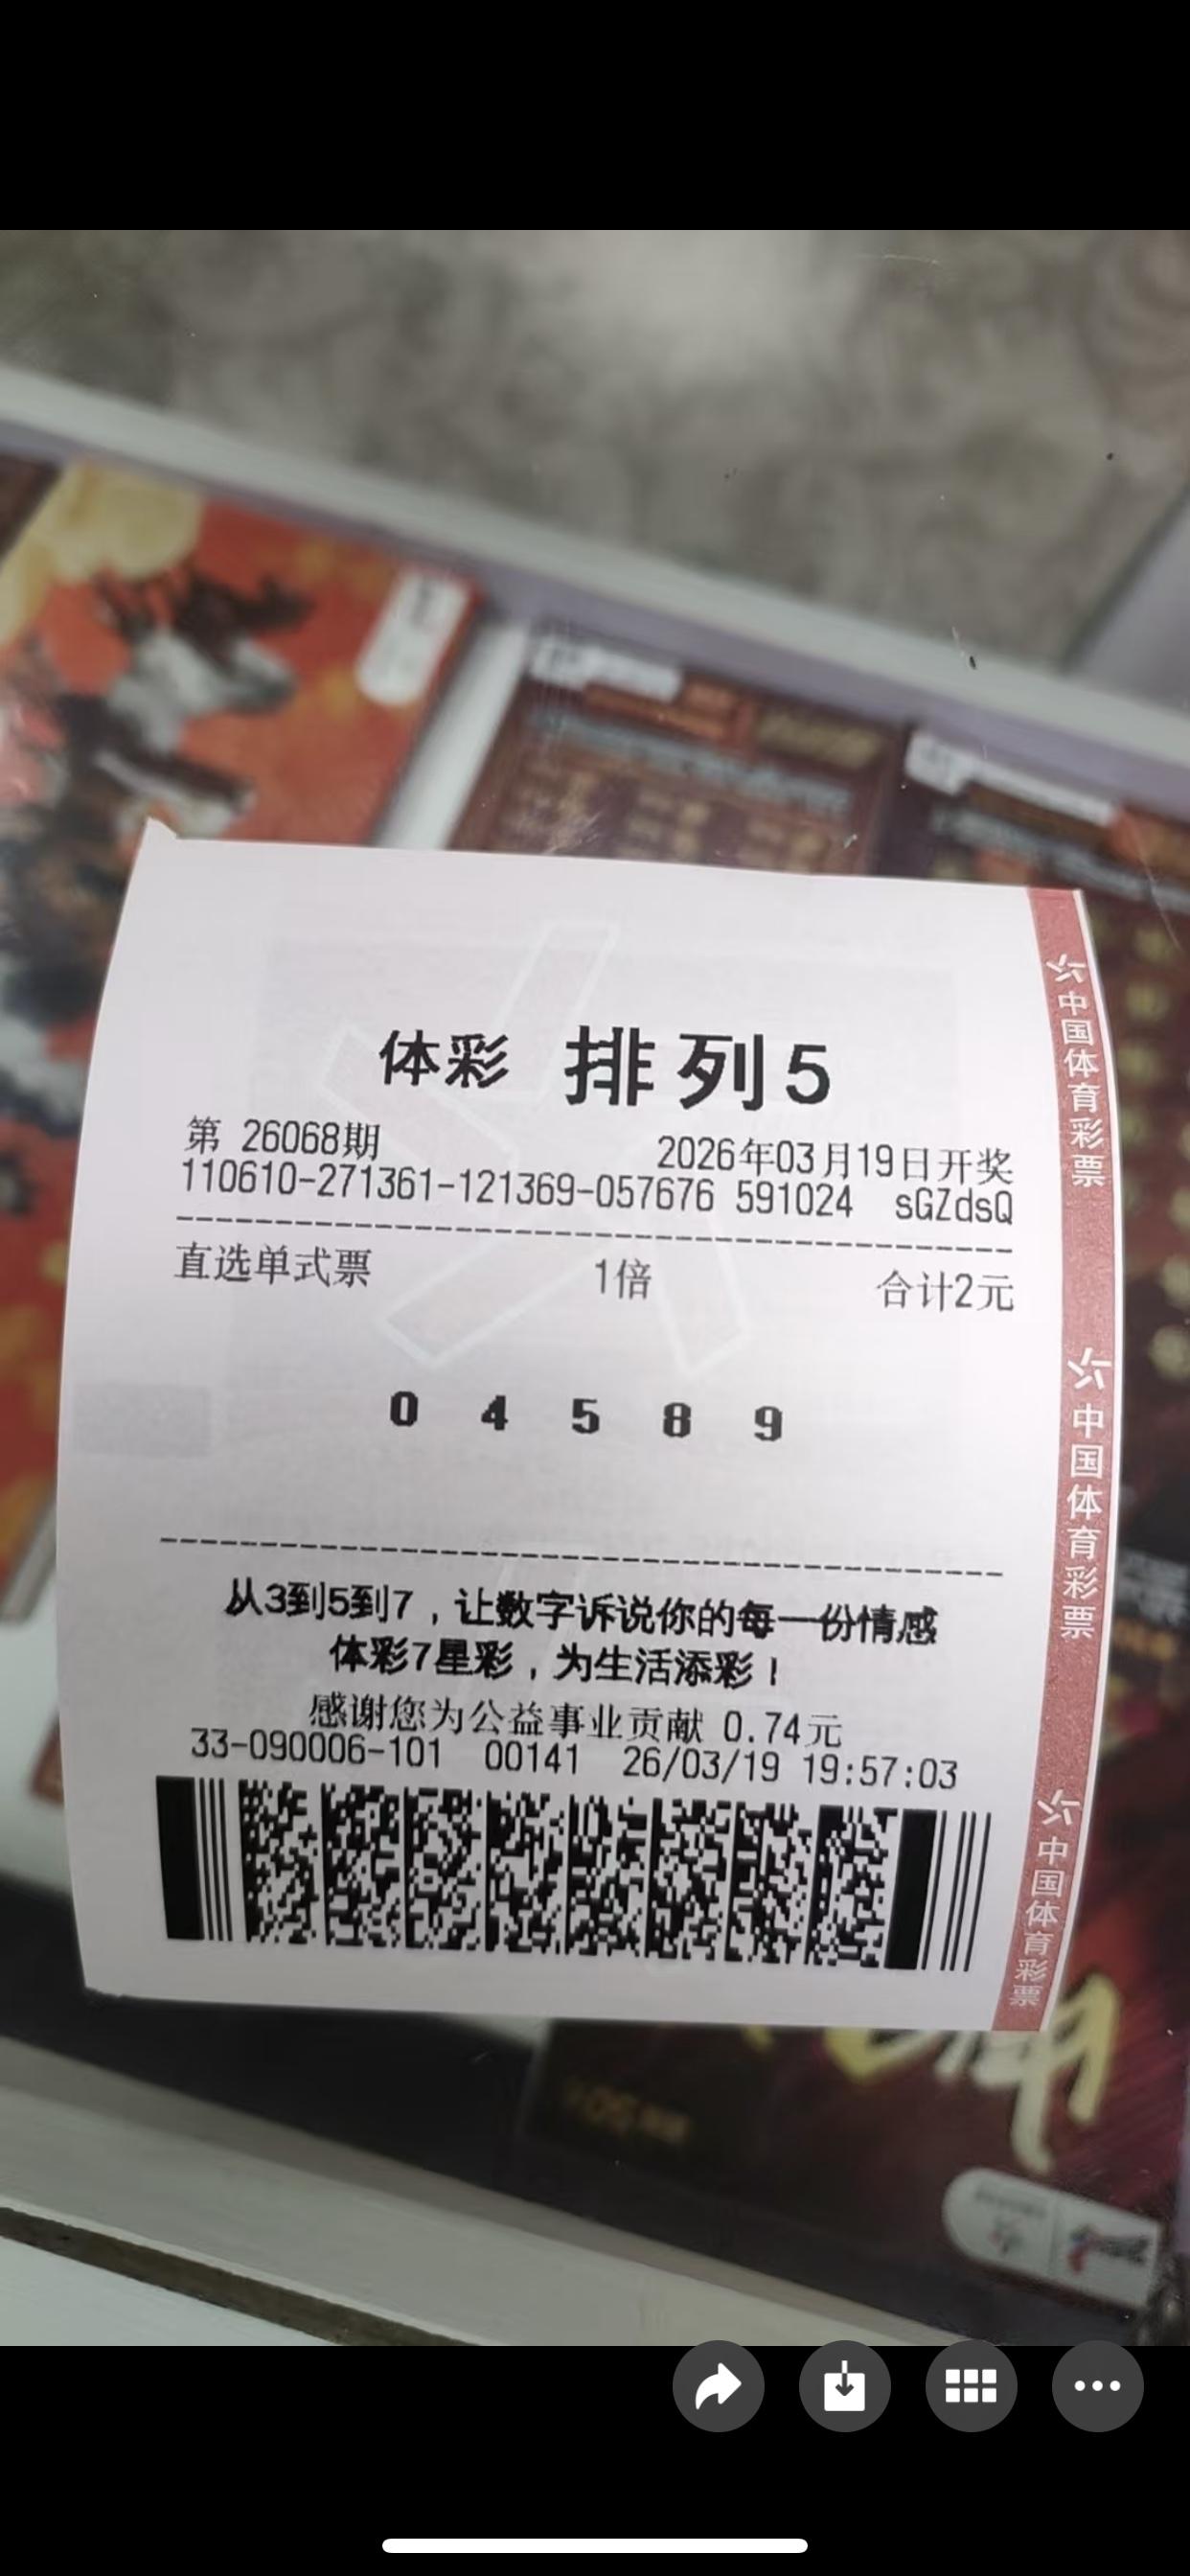 体彩 排列5
第 26068期 2026年03月19日开奖
110610-271361-121369-057676 591024 sGZdsQ
直选单式票 1倍 合计2元
0 4 5 8 9
从3到5到7，让数字诉说你的每一份情感
体彩7星彩，为生活添彩！
感谢您为公益事业贡献 0.74元
33-090006-101 00141 26/03/19 19:57:03
中国体育彩票
中国体育彩票
中国体育彩票